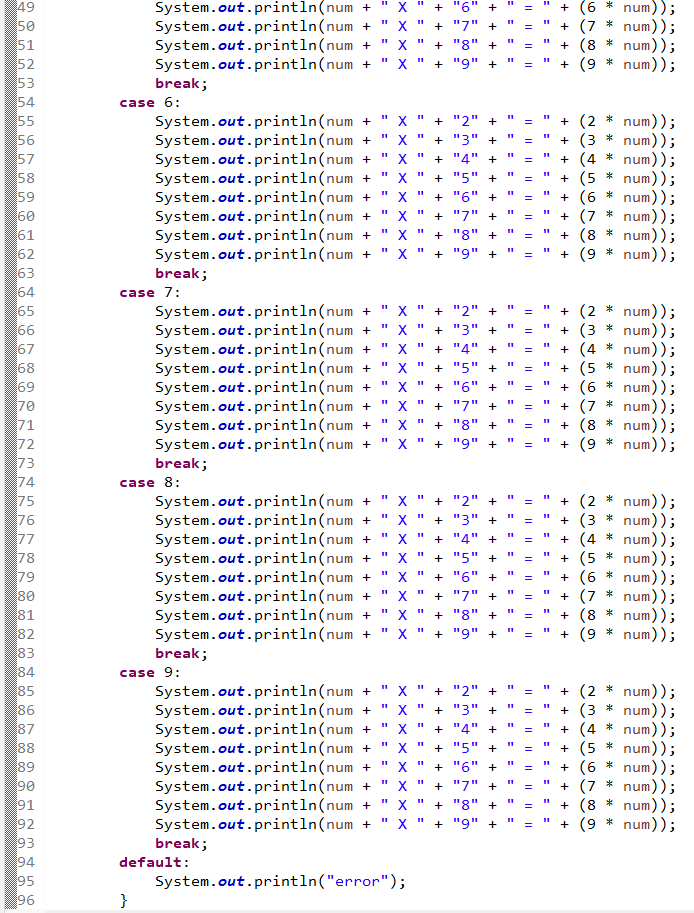 49 System.out.println(num + " X " + "6" + " = " + (6 * num));
50 System.out.println(num + " X " + "7" + " = " + (7 * num));
51 System.out.println(num + " X " + "8" + " = " + (8 * num));
52 System.out.println(num + " X " + "9" + " = " + (9 * num));
53 break;
54 case 6:
55 System.out.println(num + " X " + "2" + " = " + (2 * num));
56 System.out.println(num + " X " + "3" + " = " + (3 * num));
57 System.out.println(num + " X " + "4" + " = " + (4 * num));
58 System.out.println(num + " X " + "5" + " = " + (5 * num));
59 System.out.println(num + " X " + "6" + " = " + (6 * num));
60 System.out.println(num + " X " + "7" + " = " + (7 * num));
61 System.out.println(num + " X " + "8" + " = " + (8 * num));
62 System.out.println(num + " X " + "9" + " = " + (9 * num));
63 break;
64 case 7:
65 System.out.println(num + " X " + "2" + " = " + (2 * num));
66 System.out.println(num + " X " + "3" + " = " + (3 * num));
67 System.out.println(num + " X " + "4" + " = " + (4 * num));
68 System.out.println(num + " X " + "5" + " = " + (5 * num));
69 System.out.println(num + " X " + "6" + " = " + (6 * num));
70 System.out.println(num + " X " + "7" + " = " + (7 * num));
71 System.out.println(num + " X " + "8" + " = " + (8 * num));
72 System.out.println(num + " X " + "9" + " = " + (9 * num));
73 break;
74 case 8:
75 System.out.println(num + " X " + "2" + " = " + (2 * num));
76 System.out.println(num + " X " + "3" + " = " + (3 * num));
77 System.out.println(num + " X " + "4" + " = " + (4 * num));
78 System.out.println(num + " X " + "5" + " = " + (5 * num));
79 System.out.println(num + " X " + "6" + " = " + (6 * num));
80 System.out.println(num + " X " + "7" + " = " + (7 * num));
81 System.out.println(num + " X " + "8" + " = " + (8 * num));
82 System.out.println(num + " X " + "9" + " = " + (9 * num));
83 break;
84 case 9:
85 System.out.println(num + " X " + "2" + " = " + (2 * num));
86 System.out.println(num + " X " + "3" + " = " + (3 * num));
87 System.out.println(num + " X " + "4" + " = " + (4 * num));
88 System.out.println(num + " X " + "5" + " = " + (5 * num));
89 System.out.println(num + " X " + "6" + " = " + (6 * num));
90 System.out.println(num + " X " + "7" + " = " + (7 * num));
91 System.out.println(num + " X " + "8" + " = " + (8 * num));
92 System.out.println(num + " X " + "9" + " = " + (9 * num));
93 break;
94 default:
95 System.out.println("error");
96 }